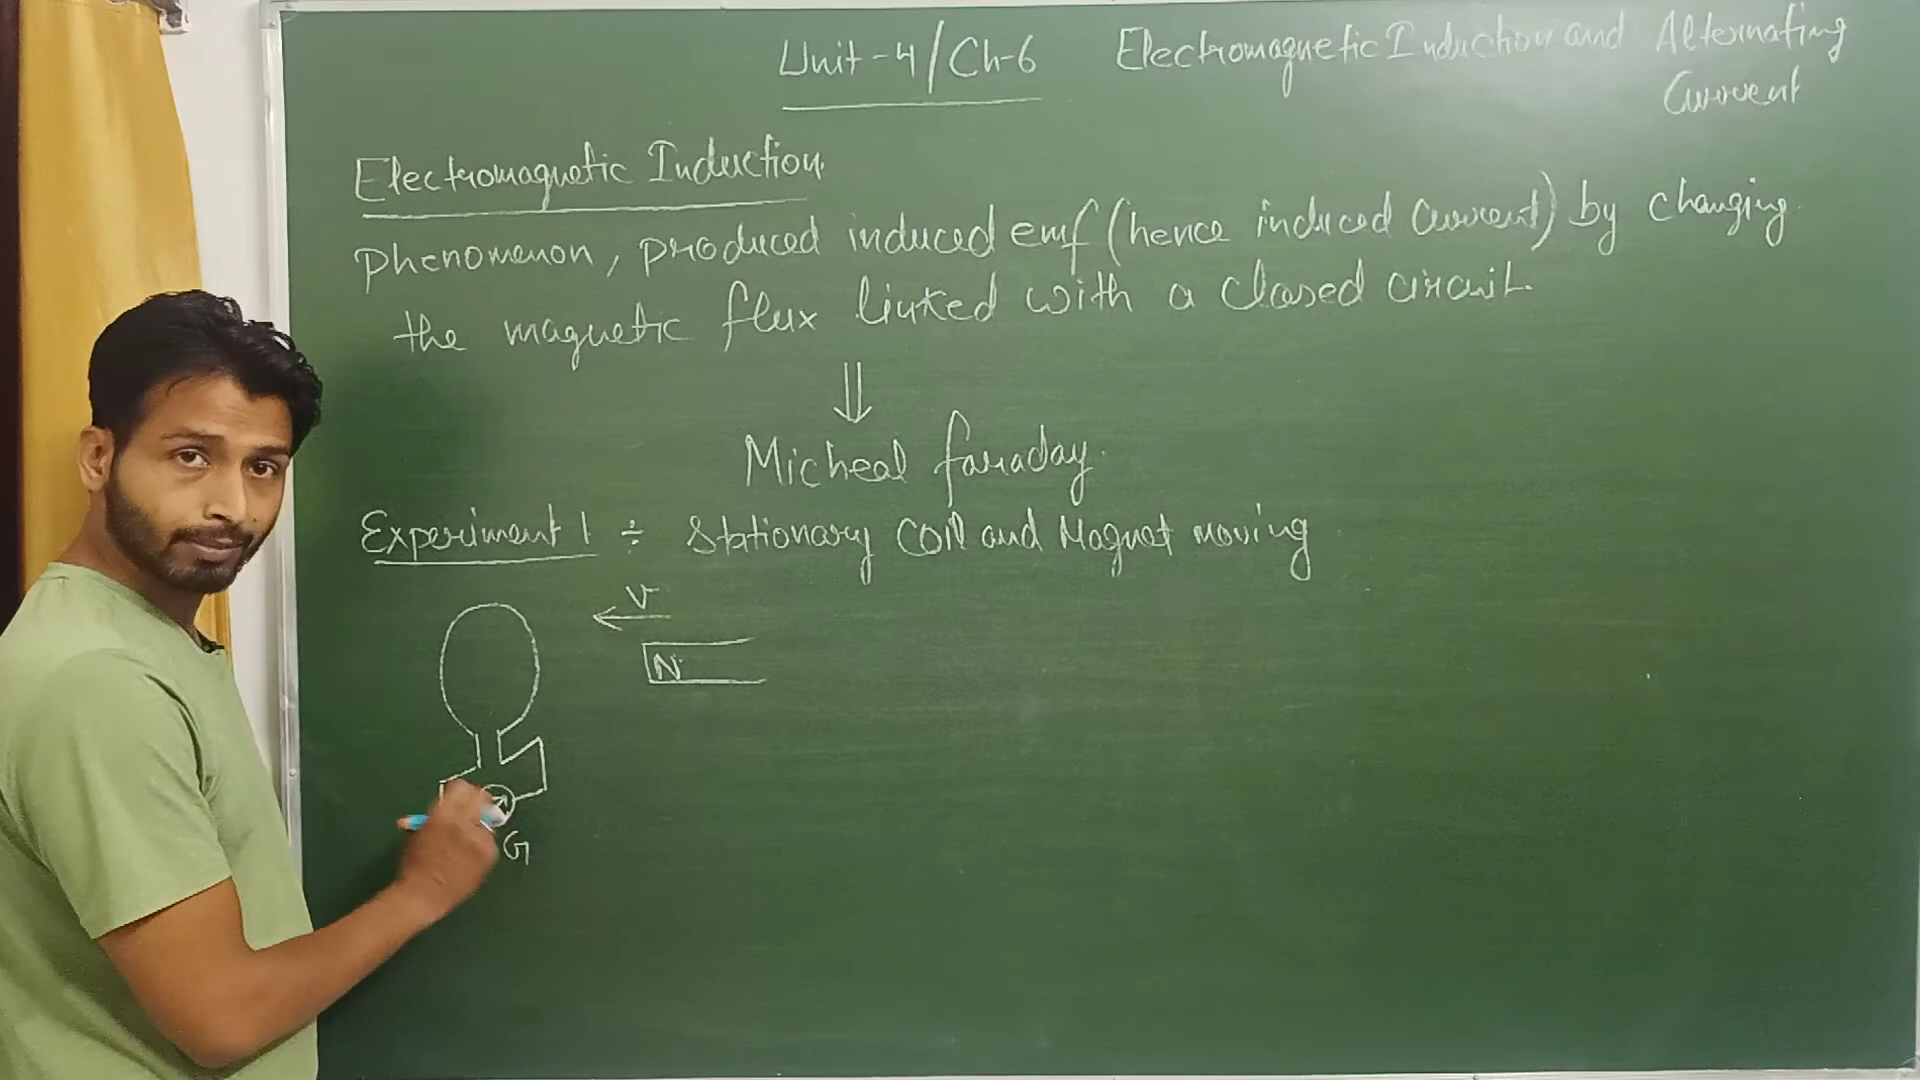 Unit-4/Ch-6 Electromagnetic Induction and Alternating
Current
Electromagnetic Induction.
Phenomenon, produced induced emf (hence induced Current) by changing
the magnetic flux linked with a closed circuit.
⇓
Micheal faraday.
Experiment 1 ÷ Stationary Coil and Magnet moving
V
N
G